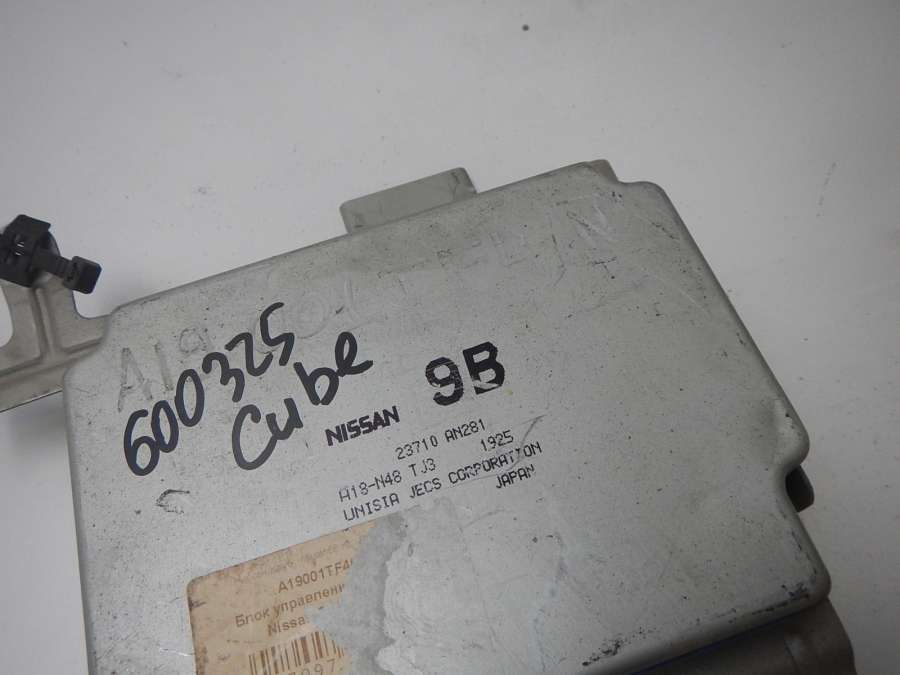 A19
600325
Cube
NISSAN
9B
23710 AN281
A18-N48 TJ3 1925
UNISIA JECS CORPORATION
JAPAN
A19001TF4
Блок управлени
Nissa